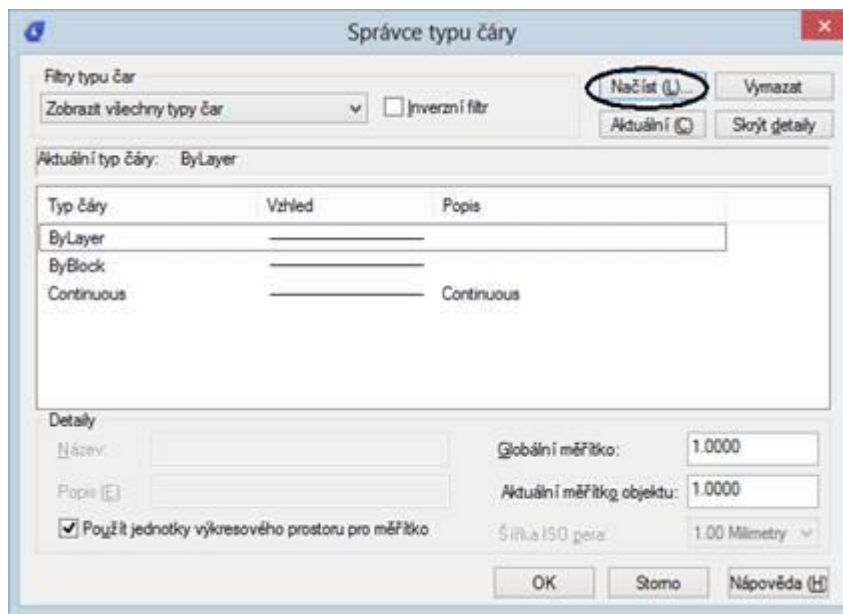 Správce typu čáry
Filtry typu čar
Zobrazit všechny typy čar
Inverzní filtr
Načíst (L)...
Vymazat
Aktuální (C)
Skrýt detaily
Aktuální typ čáry: ByLayer
Typ čáry Vzhled Popis
ByLayer
ByBlock
Continuous Continuous
Detaily
Název:
Globální měřítko: 1.0000
Popis (E):
Aktuální měřítko objektu: 1.0000
Použít jednotky výkresového prostoru pro měřítko
Šířka ISO pera: 1.00 Milimetry
OK Storno Nápověda (H)